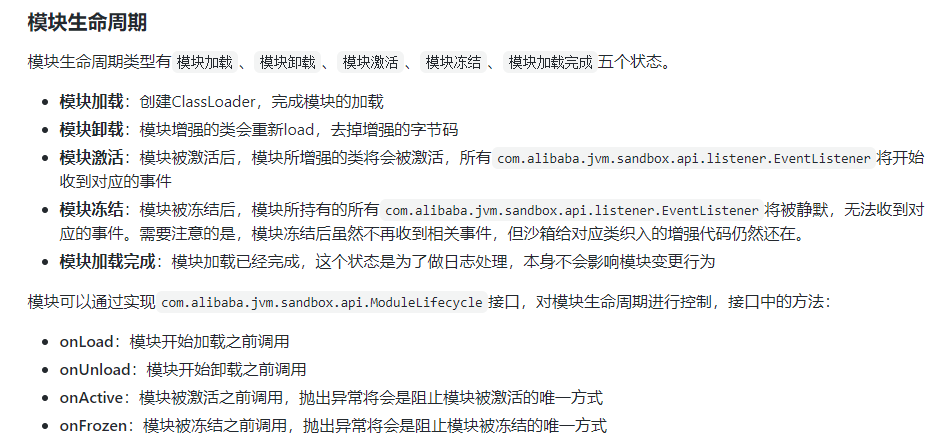 模块生命周期
模块生命周期类型有 模块加载 、 模块卸载 、 模块激活 、 模块冻结 、 模块加载完成 五个状态。
• 模块加载：创建ClassLoader，完成模块的加载
• 模块卸载：模块增强的类会重新load，去掉增强的字节码
• 模块激活：模块被激活后，模块所增强的类将会被激活，所有 com.alibaba.jvm.sandbox.api.listener.EventListener 将开始
收到对应的事件
• 模块冻结：模块被冻结后，模块所持有的所有 com.alibaba.jvm.sandbox.api.listener.EventListener 将被静默，无法收到对
应的事件。需要注意的是，模块冻结后虽然不再收到相关事件，但沙箱给对应类织入的增强代码仍然还在。
• 模块加载完成：模块加载已经完成，这个状态是为了做日志处理，本身不会影响模块变更行为
模块可以通过实现 com.alibaba.jvm.sandbox.api.ModuleLifecycle 接口，对模块生命周期进行控制，接口中的方法：
• onLoad：模块开始加载之前调用
• onUnload：模块开始卸载之前调用
• onActive：模块被激活之前调用，抛出异常将会是阻止模块被激活的唯一方式
• onFrozen：模块被冻结之前调用，抛出异常将会是阻止模块被冻结的唯一方式